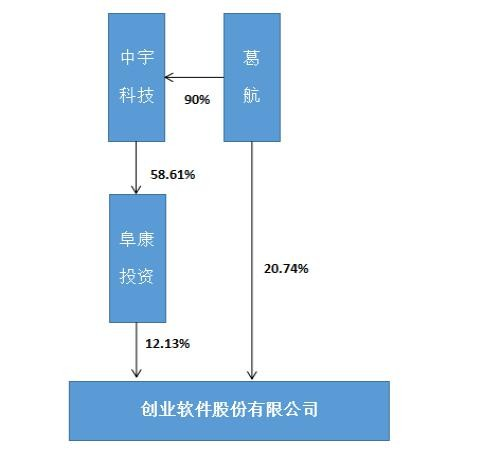 中宇
科技
葛
航
90%
58.61%
阜康
投资
20.74%
12.13%
创业软件股份有限公司